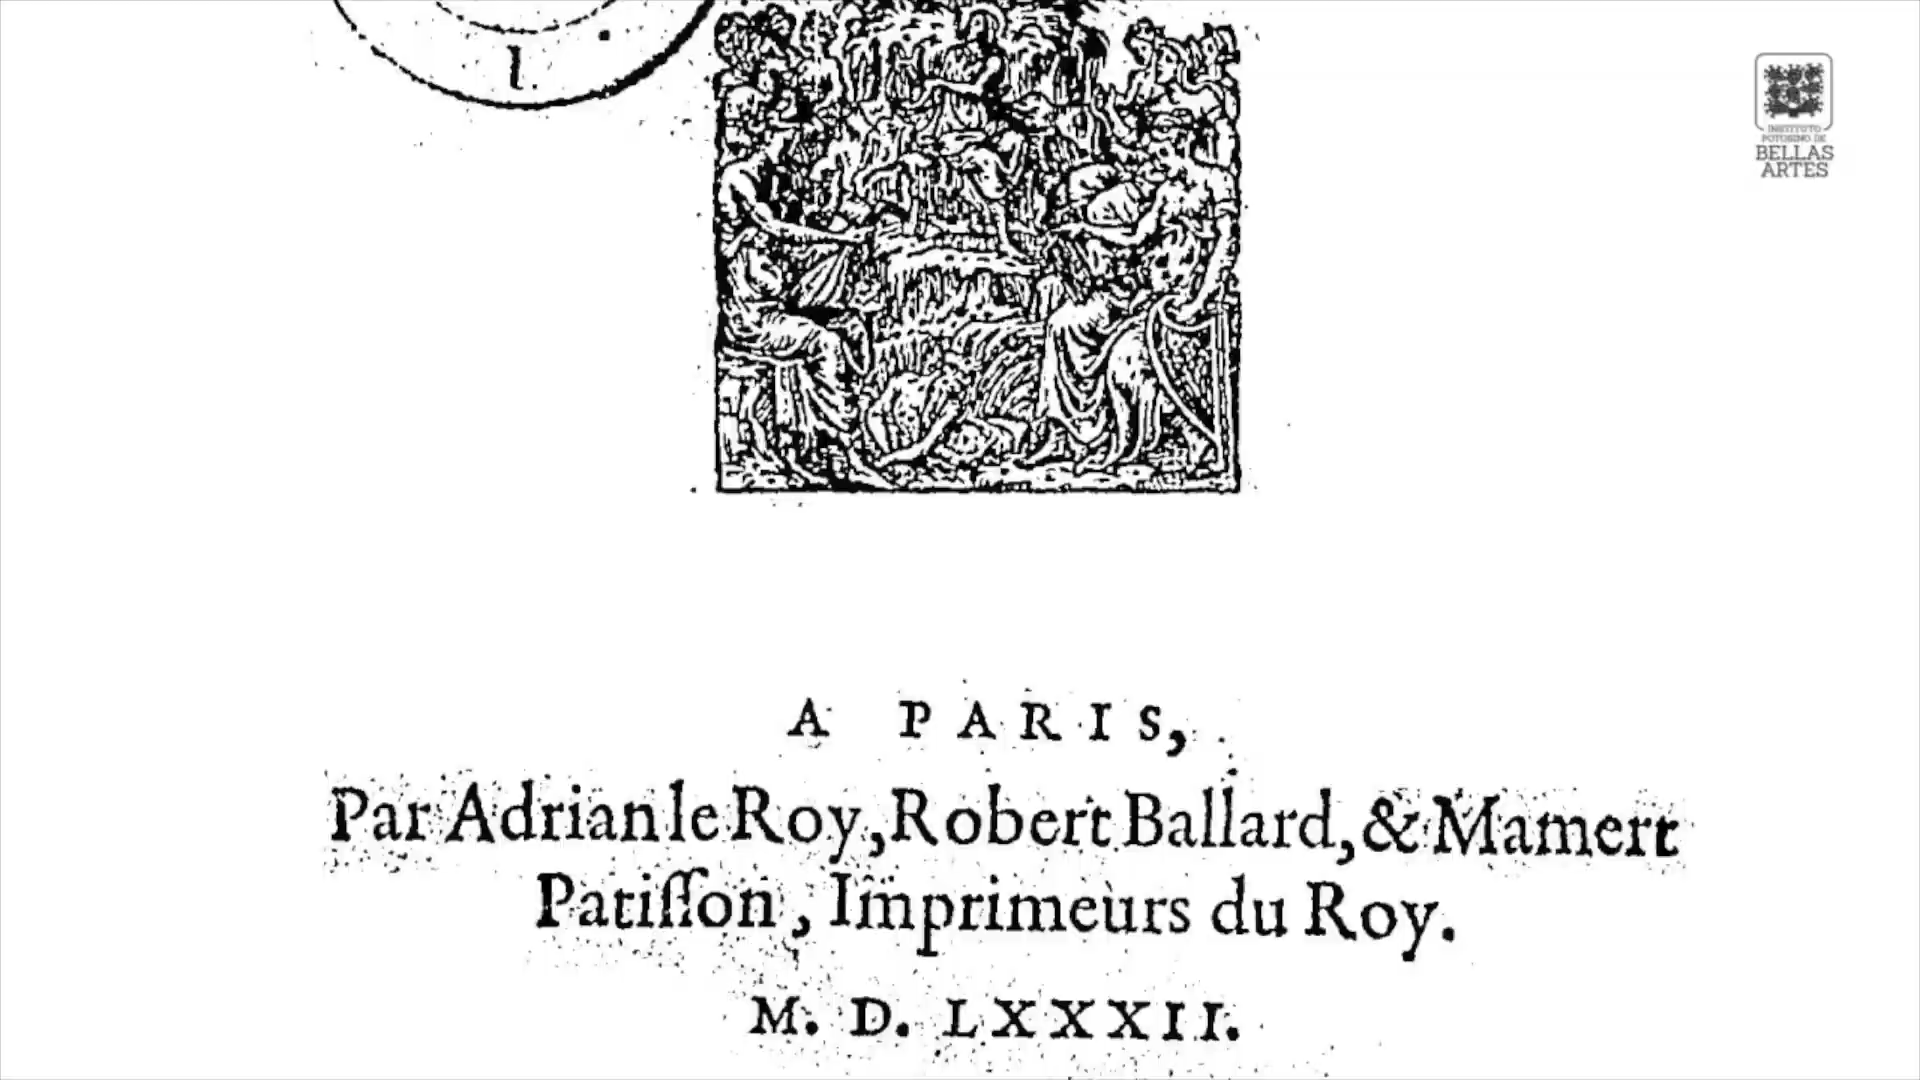 l.
INSTITUTO
POTOSINO DE
BELLAS
ARTES
A PARIS,
Par Adrian le Roy, Robert Ballard, & Mamert
Patiſſon, Imprimeurs du Roy.
M. D. LXXXII.